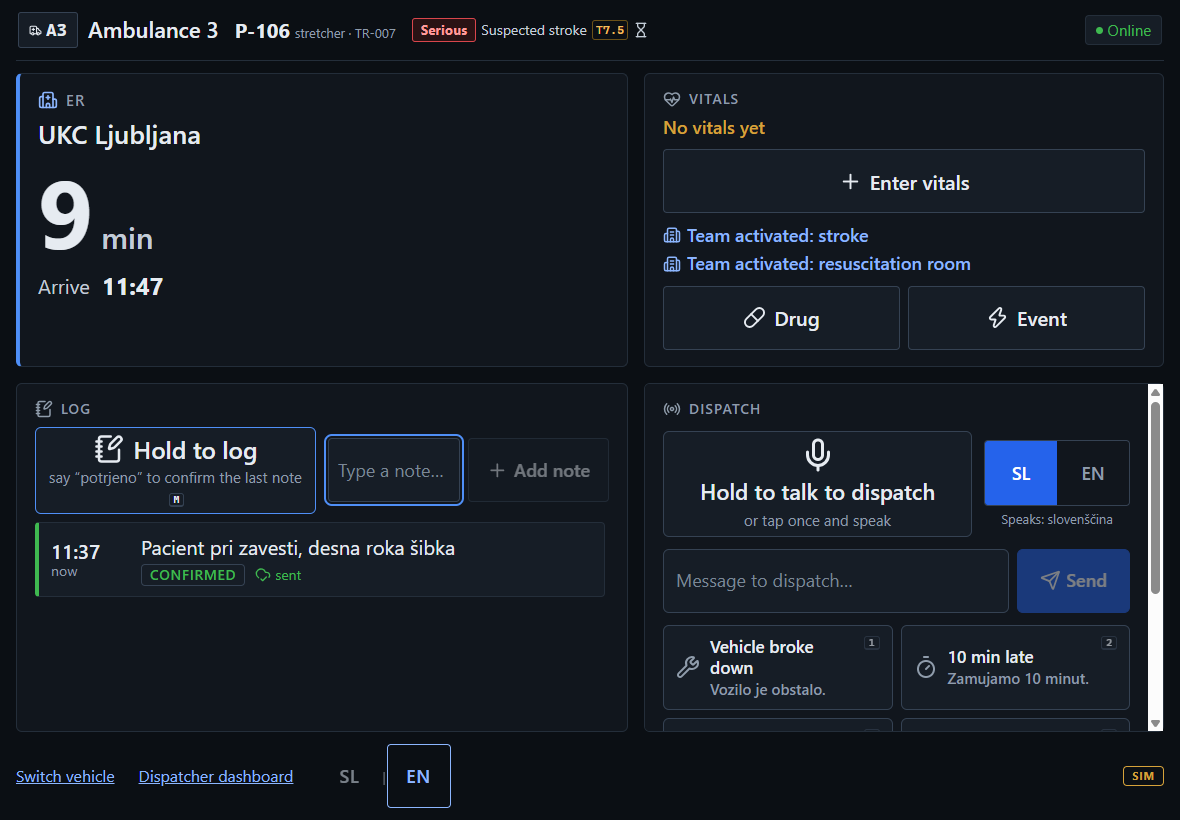 A3 Ambulance 3 P-106 stretcher · TR-007 Serious Suspected stroke T7.5
Online
ER
UKC Ljubljana
9 min
Arrive 11:47
VITALS
No vitals yet
+ Enter vitals
Team activated: stroke
Team activated: resuscitation room
Drug
Event
LOG
Hold to log
say “potrjeno” to confirm the last note
M
Type a note...
+ Add note
11:37
now
Pacient pri zavesti, desna roka šibka
CONFIRMED
sent
DISPATCH
Hold to talk to dispatch
or tap once and speak
SL
EN
Speaks: slovenščina
Message to dispatch...
Send
Vehicle broke
down
Vozilo je obstalo.
1
10 min late
Zamujamo 10 minut.
2
Switch vehicle
Dispatcher dashboard
SL | EN
SIM